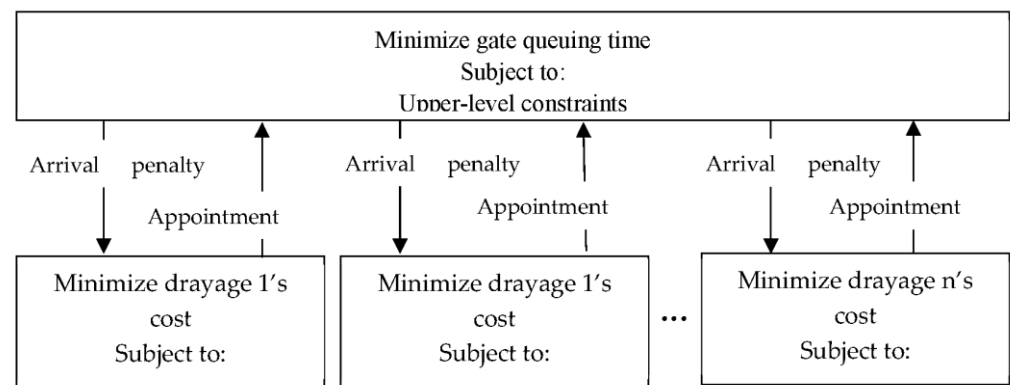 Minimize gate queuing time
Subject to:
Upper-level constraints
Arrival penalty
Appointment
Arrival penalty
Appointment
Arrival penalty
Appointment
Minimize drayage 1's
cost
Subject to:
Minimize drayage 1's
cost
Subject to:
...
Minimize drayage n's
cost
Subject to: